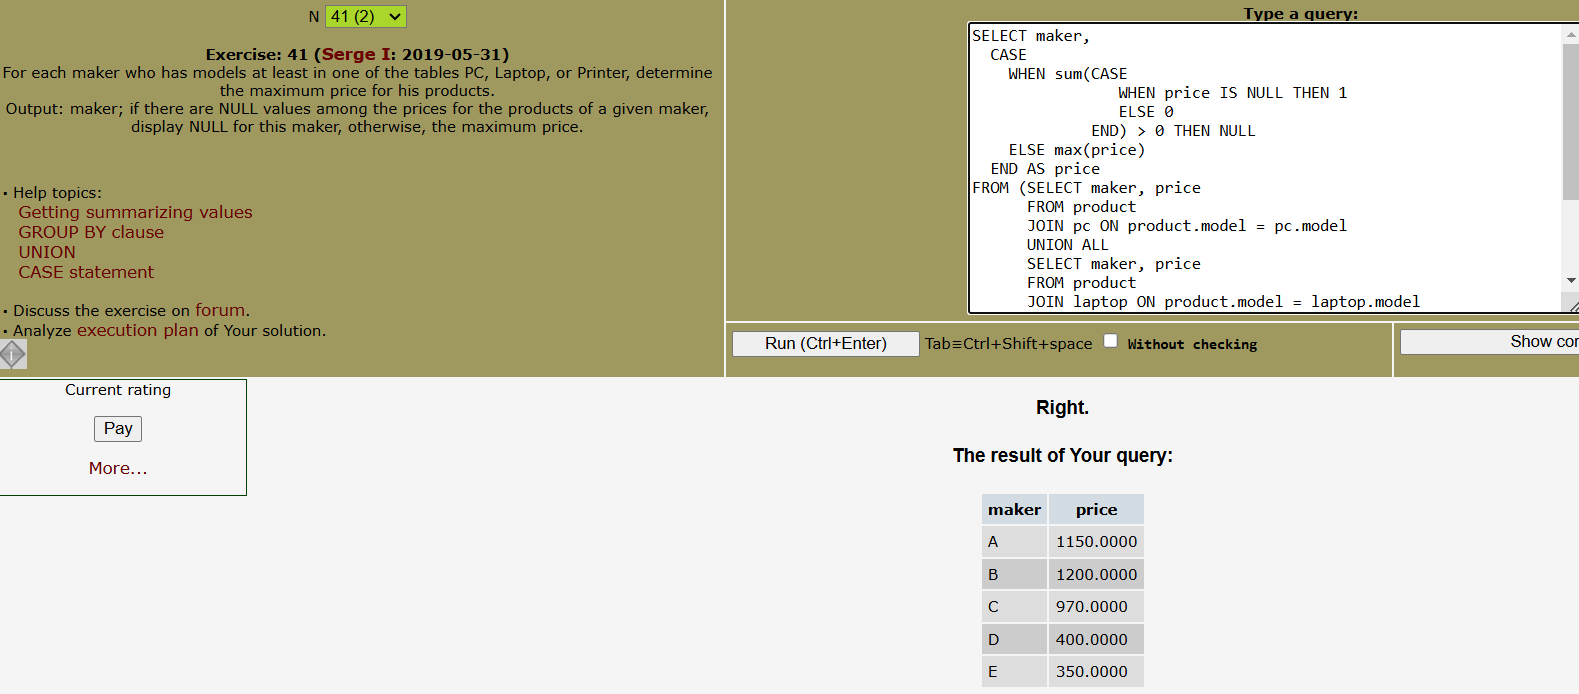 N 41 (2)
Exercise: 41 (Serge I: 2019-05-31)
For each maker who has models at least in one of the tables PC, Laptop, or Printer, determine
the maximum price for his products.
Output: maker; if there are NULL values among the prices for the products of a given maker,
display NULL for this maker, otherwise, the maximum price.
· Help topics:
Getting summarizing values
GROUP BY clause
UNION
CASE statement
· Discuss the exercise on forum.
· Analyze execution plan of Your solution.
Type a query:
SELECT maker,
  CASE
    WHEN sum(CASE
                WHEN price IS NULL THEN 1
                ELSE 0
             END) > 0 THEN NULL
    ELSE max(price)
  END AS price
FROM (SELECT maker, price
      FROM product
      JOIN pc ON product.model = pc.model
      UNION ALL
      SELECT maker, price
      FROM product
      JOIN laptop ON product.model = laptop.model
Run (Ctrl+Enter) Tab≡Ctrl+Shift+space Without checking
Show cor
Current rating
Pay
More...
Right.
The result of Your query:
maker price
A 1150.0000
B 1200.0000
C 970.0000
D 400.0000
E 350.0000